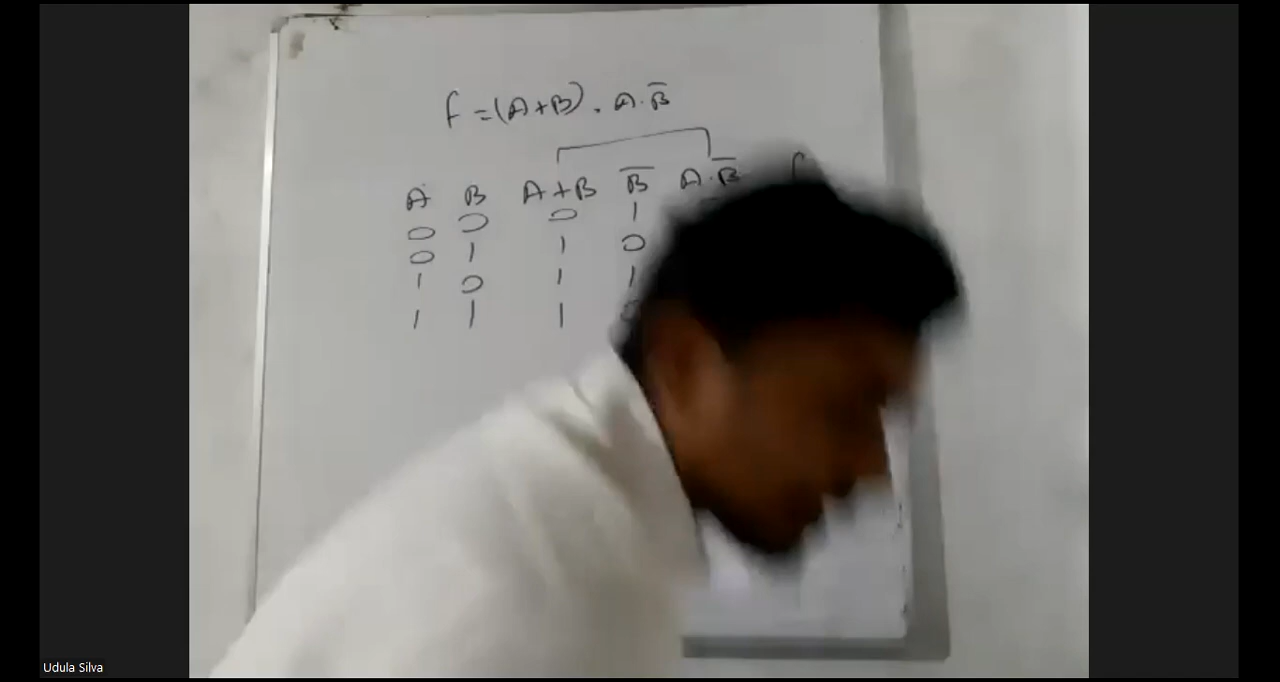 f = (A+B) . A.B̅
A B A+B B̅ A.B̅ f
0 0 0 1
0 1 1 0
1 0 1 1
1 1 1
Udula Silva